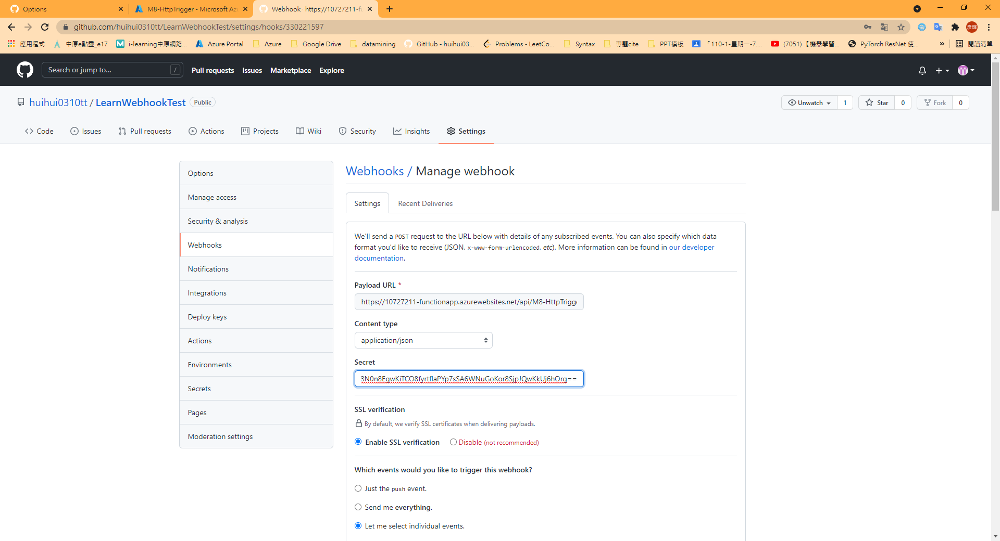 Options
M8-HttpTrigger - Microsoft Az
Webhook · https://10727211-f
github.com/huihui0310tt/LearnWebhookTest/settings/hooks/330221597
應用程式
中原e點靈_e17
i-learning中原網路...
Azure Portal
Azure
Google Drive
datamining
GitHub - huihui03...
Problems - LeetCo...
Syntax
專題cite
PPT模板
「110-1-星期一-7....
(7051)【機器學習...
PyTorch ResNet 使...
»
閱讀清單
Search or jump to...
/
Pull requests
Issues
Marketplace
Explore
huihui0310tt / LearnWebhookTest
Public
Unwatch
1
Star
0
Fork
0
Code
Issues
Pull requests
Actions
Projects
Wiki
Security
Insights
Settings
Options
Manage access
Security & analysis
Webhooks
Notifications
Integrations
Deploy keys
Actions
Environments
Secrets
Pages
Moderation settings
Webhooks / Manage webhook
Settings
Recent Deliveries
We'll send a POST request to the URL below with details of any subscribed events. You can also specify which data
format you'd like to receive (JSON, x-www-form-urlencoded, etc). More information can be found in our developer
documentation.
Payload URL *
https://10727211-functionapp.azurewebsites.net/api/M8-HttpTrigge
Content type
application/json
Secret
3N0n8EgwKiTCO8fyrtflaPYp7sSA6WNuGoKor8SjpJQwKkUj6hOrg==
SSL verification
By default, we verify SSL certificates when delivering payloads.
Enable SSL verification
Disable (not recommended)
Which events would you like to trigger this webhook?
Just the push event.
Send me everything.
Let me select individual events.